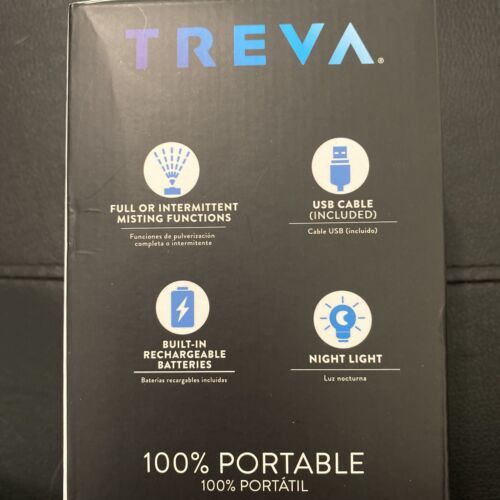 TREVA®
FULL OR INTERMITTENT
MISTING FUNCTIONS
Funciones de pulverización
completa o intermitente
USB CABLE
(INCLUDED)
Cable USB (incluido)
BUILT-IN
RECHARGEABLE
BATTERIES
Baterías recargables incluidas
NIGHT LIGHT
Luz nocturna
100% PORTABLE
100% PORTÁTIL